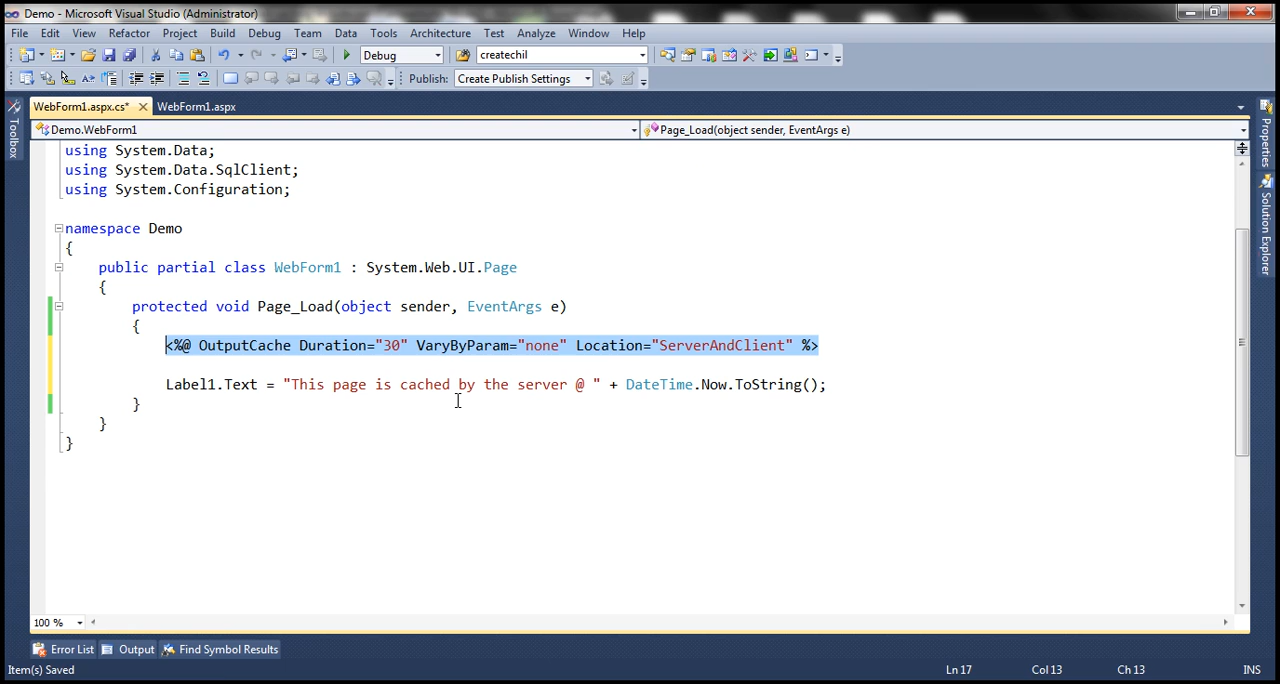 Demo - Microsoft Visual Studio (Administrator)
File Edit View Refactor Project Build Debug Team Data Tools Architecture Test Analyze Window Help
Debug createchil
Publish: Create Publish Settings
WebForm1.aspx.cs* WebForm1.aspx
Demo.WebForm1 Page_Load(object sender, EventArgs e)
Toolbox
Properties
Solution Explorer
using System.Data;
using System.Data.SqlClient;
using System.Configuration;
namespace Demo
{
public partial class WebForm1 : System.Web.UI.Page
{
protected void Page_Load(object sender, EventArgs e)
{
<%@ OutputCache Duration="30" VaryByParam="none" Location="ServerAndClient" %>
Label1.Text = "This page is cached by the server @ " + DateTime.Now.ToString();
}
}
}
100 %
Error List Output Find Symbol Results
Item(s) Saved Ln 17 Col 13 Ch 13 INS